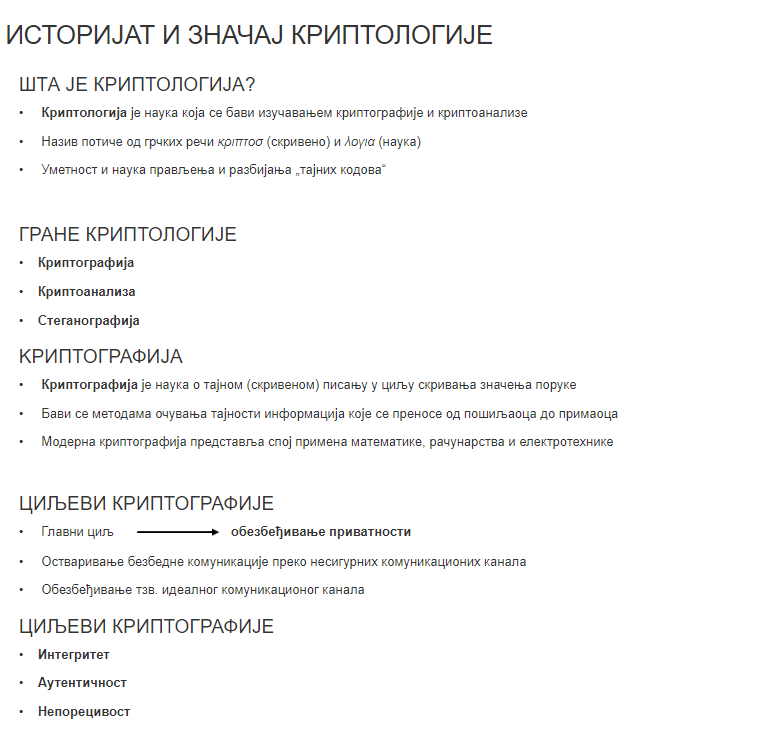 ИСТОРИЈАТ И ЗНАЧАЈ КРИПТОЛОГИЈЕ
ШТА ЈЕ КРИПТОЛОГИЈА?
• Криптологија је наука која се бави изучавањем криптографије и криптоанализе
• Назив потиче од грчких речи κριπτοσ (скривено) и λογια (наука)
• Уметност и наука прављења и разбијања „тајних кодова“
ГРАНЕ КРИПТОЛОГИЈЕ
• Криптографија
• Криптоанализа
• Стеганографија
КРИПТОГРАФИЈА
• Криптографија је наука о тајном (скривеном) писању у циљу скривања значења поруке
• Бави се методама очувања тајности информација које се преносе од пошиљаоца до примаоца
• Модерна криптографија представља спој примена математике, рачунарства и електротехнике
ЦИЉЕВИ КРИПТОГРАФИЈЕ
• Главни циљ обезбеђивање приватности
• Остваривање безбедне комуникације преко несигурних комуникационих канала
• Обезбеђивање тзв. идеалног комуникационог канала
ЦИЉЕВИ КРИПТОГРАФИЈЕ
• Интегритет
• Аутентичност
• Непорецивост